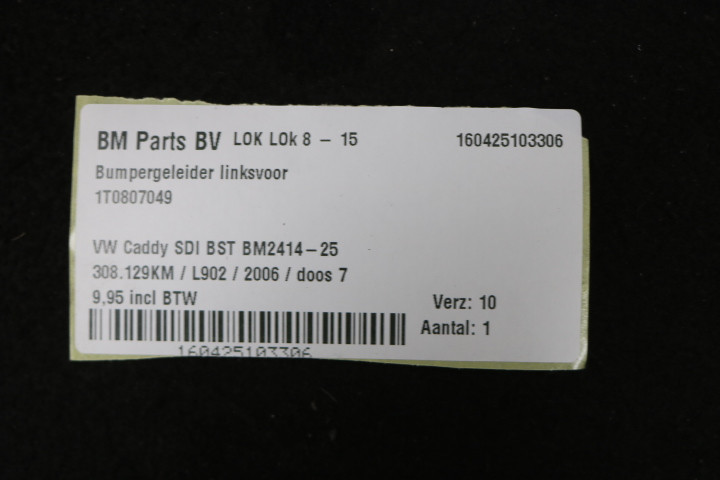 BM Parts BV LOK LOk 8 - 15 160425103306
Bumpergeleider linksvoor
1T0807049
VW Caddy SDI BST BM2414-25
308.129KM / L902 / 2006 / doos 7
9,95 incl BTW Verz: 10
Aantal: 1
160425103306